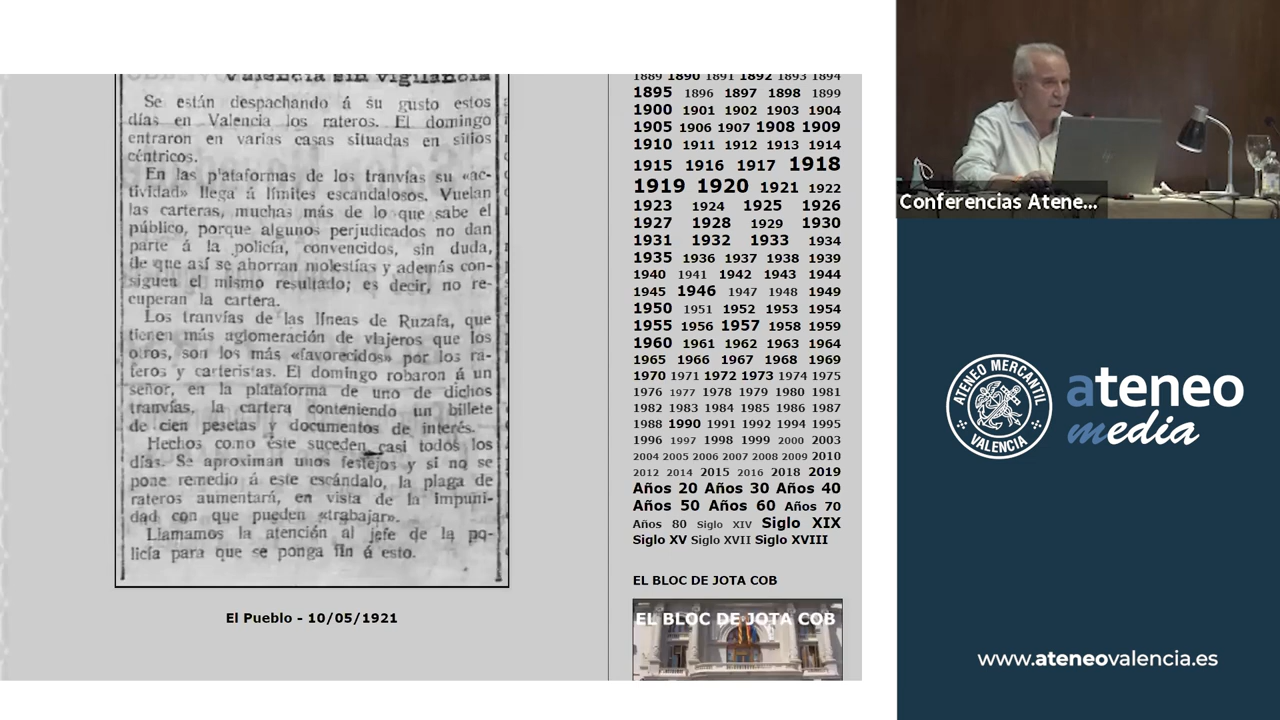 Valencia sin vigilancia
Se están despachando á su gusto estos
días en Valencia los rateros. El domingo
entraron en varias casas situadas en sitios
céntricos.
En las plataformas de los tranvías su «ac-
tividad» llega á límites escandalosos. Vuelan
las carteras, muchas más de lo que sabe el
público, porque algunos perjudicados no dan
parte á la policía, convencidos, sin duda,
de que así se ahorran molestías y además con-
siguen el mismo resultado; es decir, no re-
cuperan la cartera.
Los tranvías de las líneas de Ruzafa, que
tienen más aglomeración de viajeros que los
otros, son los más «favorecidos» por los ra-
teros y carteristas. El domingo robaron á un
señor, en la plataforma de uno de dichos
tranvías, la cartera conteniendo un billete
de cien pesetas y documentos de interés.
Hechos como éste suceden casi todos los
días. Se aproximan unos festejos y si no se
pone remedio á este escándalo, la plaga de
rateros aumentará, en vista de la impuni-
dad con que pueden «trabajar».
Llamamos la atención al jefe de la po-
licía para que se ponga fin á esto.
El Pueblo - 10/05/1921
1889 1890 1891 1892 1893 1894
1895 1896 1897 1898 1899
1900 1901 1902 1903 1904
1905 1906 1907 1908 1909
1910 1911 1912 1913 1914
1915 1916 1917 1918
1919 1920 1921 1922
1923 1924 1925 1926
1927 1928 1929 1930
1931 1932 1933 1934
1935 1936 1937 1938 1939
1940 1941 1942 1943 1944
1945 1946 1947 1948 1949
1950 1951 1952 1953 1954
1955 1956 1957 1958 1959
1960 1961 1962 1963 1964
1965 1966 1967 1968 1969
1970 1971 1972 1973 1974 1975
1976 1977 1978 1979 1980 1981
1982 1983 1984 1985 1986 1987
1988 1990 1991 1992 1994 1995
1996 1997 1998 1999 2000 2003
2004 2005 2006 2007 2008 2009 2010
2012 2014 2015 2016 2018 2019
Años 20 Años 30 Años 40
Años 50 Años 60 Años 70
Años 80 Siglo XIV Siglo XIX
Siglo XV Siglo XVII Siglo XVIII
EL BLOC DE JOTA COB
EL BLOC DE JOTA COB
Conferencias Atene...
ATENEO MERCANTIL
VALENCIA
ateneo
media
www.ateneovalencia.es